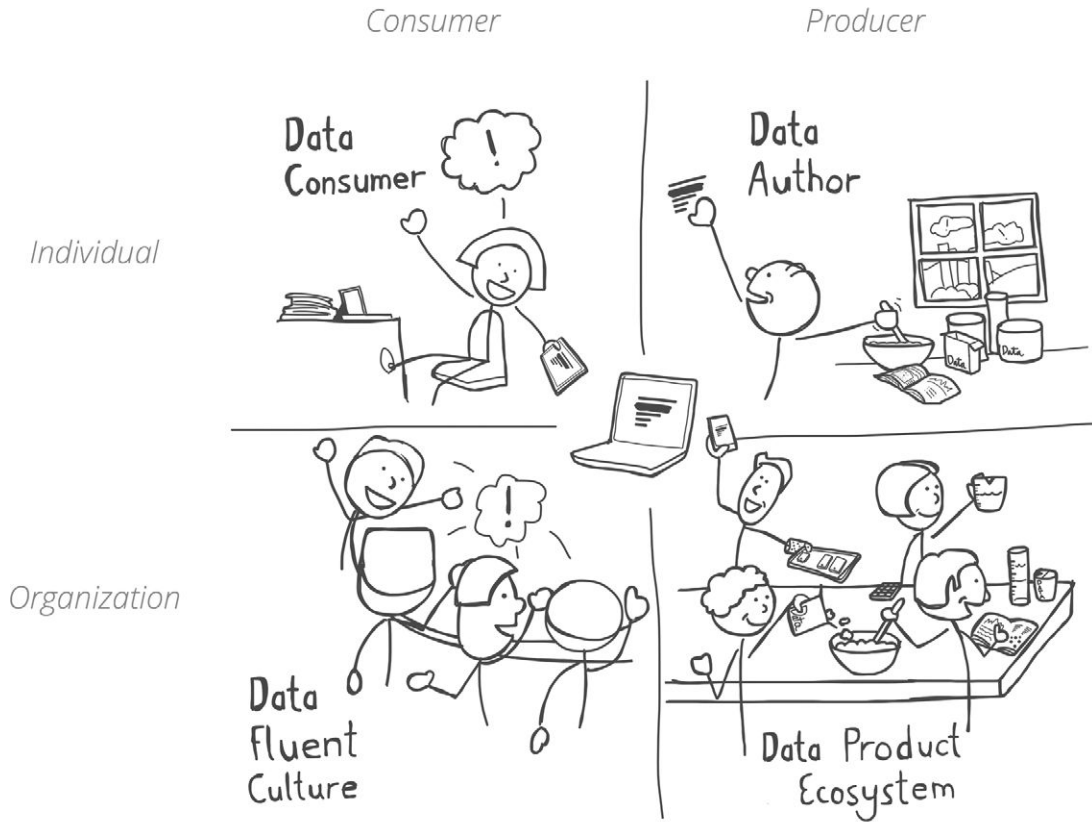 Consumer
Producer
Individual
Organization
Data
Consumer
!
Data
Author
!
!
Data
Data
!
Data
Fluent
Culture
Data Product
Ecosystem